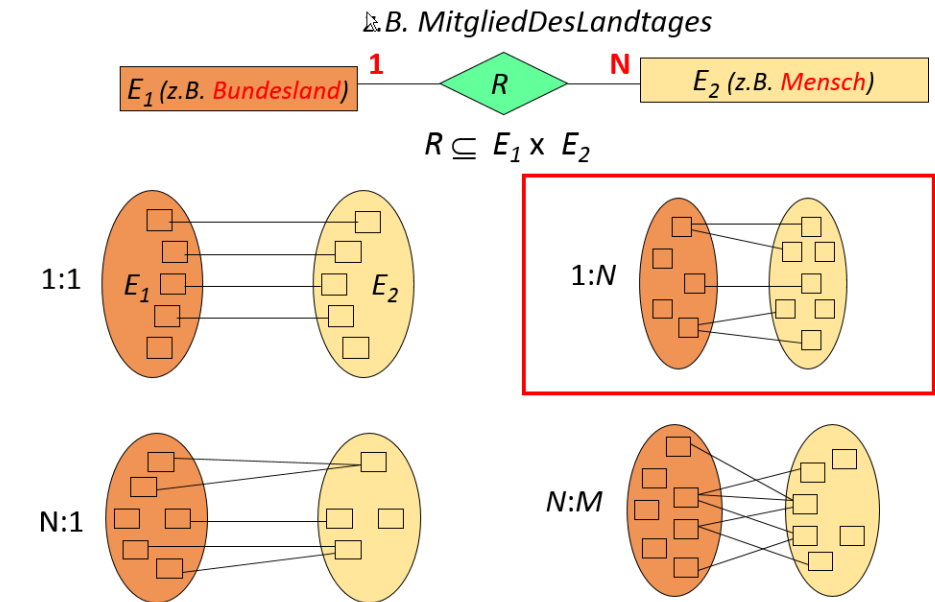 z.B. MitgliedDesLandtages
1
N
E1 (z.B. Bundesland)
R
E2 (z.B. Mensch)
R ⊆ E1 x E2
1:1
E1
E2
1:N
N:1
N:M